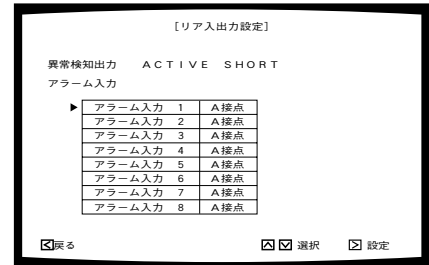 [リア入出力設定]
異常検知出力 ACTIVE SHORT
アラーム入力
▶ アラーム入力 1 A接点
アラーム入力 2 A接点
アラーム入力 3 A接点
アラーム入力 4 A接点
アラーム入力 5 A接点
アラーム入力 6 A接点
アラーム入力 7 A接点
アラーム入力 8 A接点
戻る 選択 設定